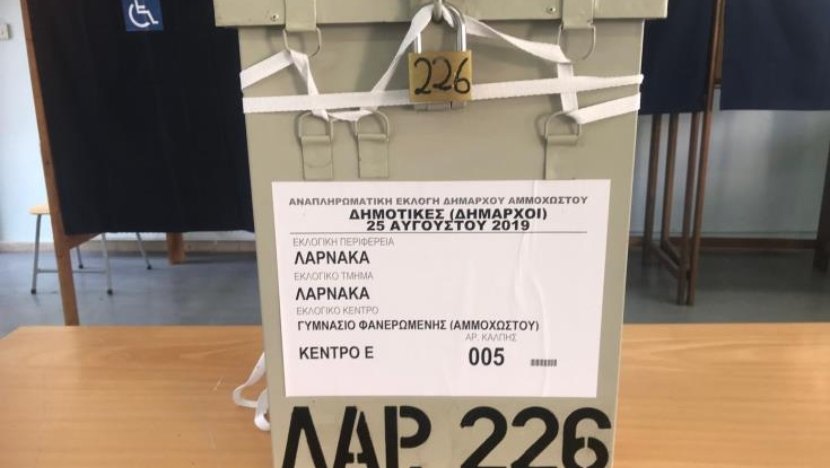 226
ΑΝΑΠΛΗΡΩΜΑΤΙΚΗ ΕΚΛΟΓΗ ΔΗΜΑΡΧΟΥ ΑΜΜΟΧΩΣΤΟΥ
ΔΗΜΟΤΙΚΕΣ (ΔΗΜΑΡΧΟΙ)
25 ΑΥΓΟΥΣΤΟΥ 2019
ΕΚΛΟΓΙΚΗ ΠΕΡΙΦΕΡΕΙΑ
ΛΑΡΝΑΚΑ
ΕΚΛΟΓΙΚΟ ΤΜΗΜΑ
ΛΑΡΝΑΚΑ
ΕΚΛΟΓΙΚΟ ΚΕΝΤΡΟ
ΓΥΜΝΑΣΙΟ ΦΑΝΕΡΩΜΕΝΗΣ (ΑΜΜΟΧΩΣΤΟΥ)
ΑΡ. ΚΑΛΠΗΣ
ΚΕΝΤΡΟ Ε 005
ΛΑΡ. 226